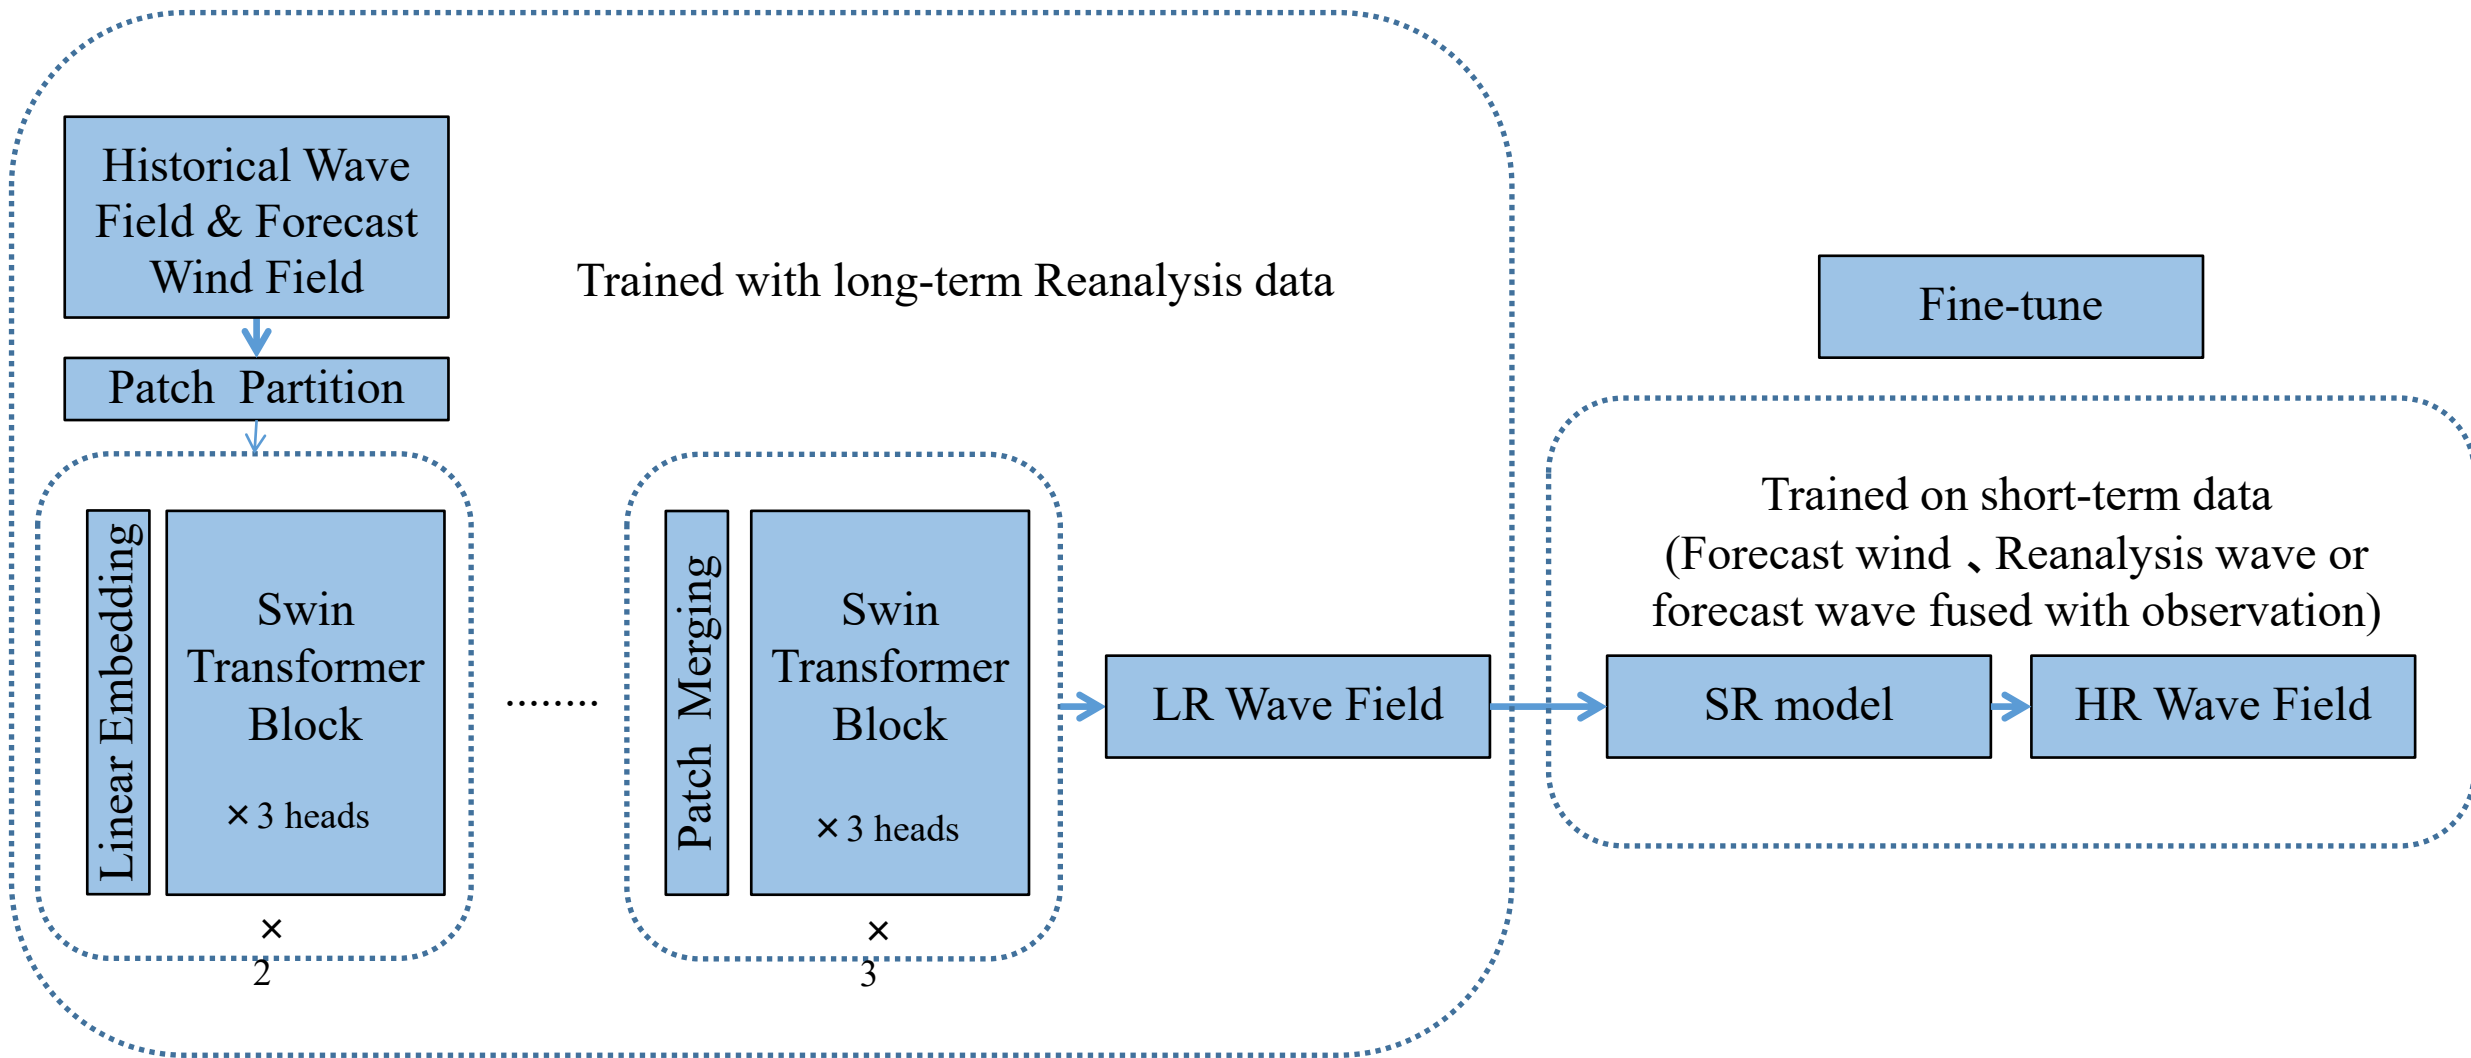 Historical Wave
Field & Forecast
Wind Field
Trained with long-term Reanalysis data
Patch Partition
Linear Embedding
Swin
Transformer
Block
× 3 heads
×
2
........
Patch Merging
Swin
Transformer
Block
× 3 heads
×
3
LR Wave Field
Fine-tune
Trained on short-term data
(Forecast wind 、Reanalysis wave or
forecast wave fused with observation)
SR model
HR Wave Field